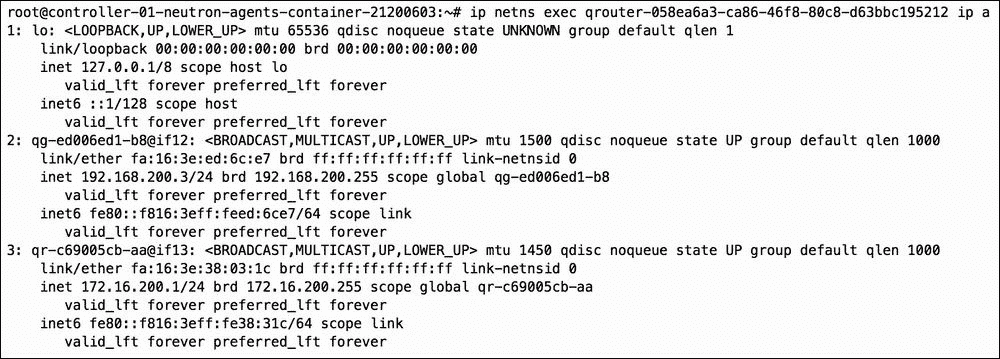 root@controller-01-neutron-agents-container-21200603:~# ip netns exec qrouter-058ea6a3-ca86-46f8-80c8-d63bbc195212 ip a
1: lo: <LOOPBACK,UP,LOWER_UP> mtu 65536 qdisc noqueue state UNKNOWN group default qlen 1
    link/loopback 00:00:00:00:00:00 brd 00:00:00:00:00:00
    inet 127.0.0.1/8 scope host lo
       valid_lft forever preferred_lft forever
    inet6 ::1/128 scope host
       valid_lft forever preferred_lft forever
2: qg-ed006ed1-b8@if12: <BROADCAST,MULTICAST,UP,LOWER_UP> mtu 1500 qdisc noqueue state UP group default qlen 1000
    link/ether fa:16:3e:ed:6c:e7 brd ff:ff:ff:ff:ff:ff link-netnsid 0
    inet 192.168.200.3/24 brd 192.168.200.255 scope global qg-ed006ed1-b8
       valid_lft forever preferred_lft forever
    inet6 fe80::f816:3eff:feed:6ce7/64 scope link
       valid_lft forever preferred_lft forever
3: qr-c69005cb-aa@if13: <BROADCAST,MULTICAST,UP,LOWER_UP> mtu 1450 qdisc noqueue state UP group default qlen 1000
    link/ether fa:16:3e:38:03:1c brd ff:ff:ff:ff:ff:ff link-netnsid 0
    inet 172.16.200.1/24 brd 172.16.200.255 scope global qr-c69005cb-aa
       valid_lft forever preferred_lft forever
    inet6 fe80::f816:3eff:fe38:31c/64 scope link
       valid_lft forever preferred_lft forever